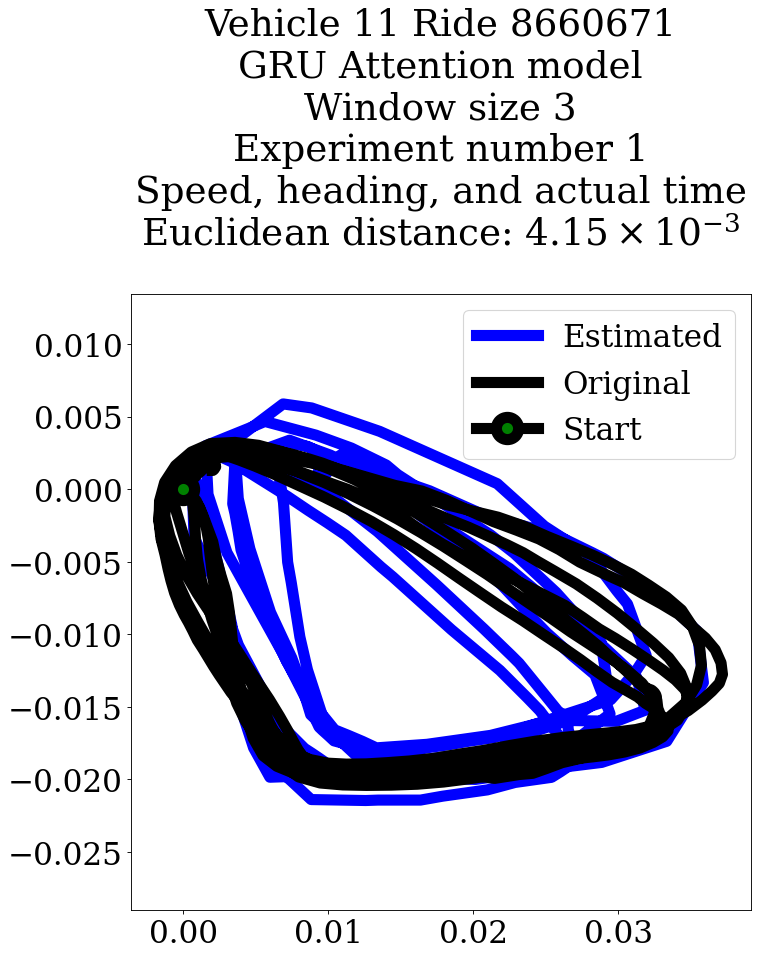 Vehicle 11 Ride 8660671
GRU Attention model
Window size 3
Experiment number 1
Speed, heading, and actual time
Euclidean distance: 4.15 × 10⁻³
Estimated
Original
Start
0.010
0.005
0.000
−0.005
−0.010
−0.015
−0.020
−0.025
0.00 0.01 0.02 0.03